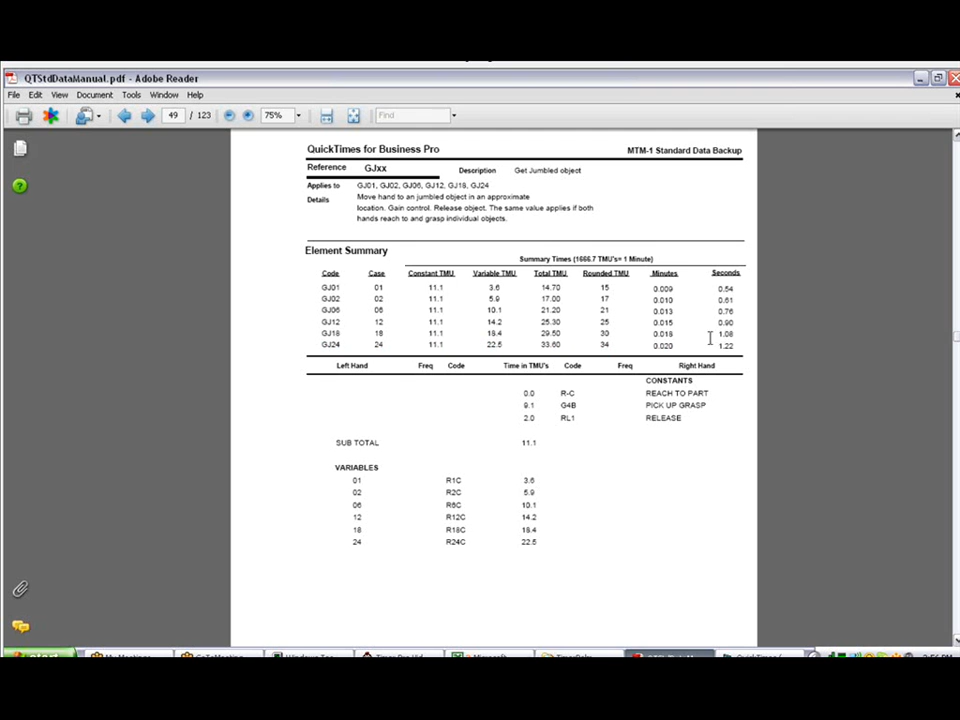 QTStdDataManual.pdf - Adobe Reader
File Edit View Document Tools Window Help
49 / 123 75% Find
QuickTimes for Business Pro MTM-1 Standard Data Backup
Reference GJxx Description Get Jumbled object
Applies to GJ01, GJ02, GJ06, GJ12, GJ18, GJ24
Details Move hand to an jumbled object in an approximate
location. Gain control. Release object. The same value applies if both
hands reach to and grasp individual objects.
Element Summary Summary Times (1666.7 TMU's= 1 Minute)
Code Case Constant TMU Variable TMU Total TMU Rounded TMU Minutes Seconds
GJ01 01 11.1 3.6 14.70 15 0.009 0.54
GJ02 02 11.1 5.9 17.00 17 0.010 0.61
GJ06 06 11.1 10.1 21.20 21 0.013 0.76
GJ12 12 11.1 14.2 25.30 25 0.015 0.90
GJ18 18 11.1 18.4 29.50 30 0.018 1.08
GJ24 24 11.1 22.5 33.60 34 0.020 1.22
Left Hand Freq Code Time in TMU's Code Freq Right Hand
CONSTANTS
0.0 R-C REACH TO PART
9.1 G4B PICK UP GRASP
2.0 RL1 RELEASE
SUB TOTAL 11.1
VARIABLES
01 R1C 3.6
02 R2C 5.9
06 R6C 10.1
12 R12C 14.2
18 R18C 18.4
24 R24C 22.5